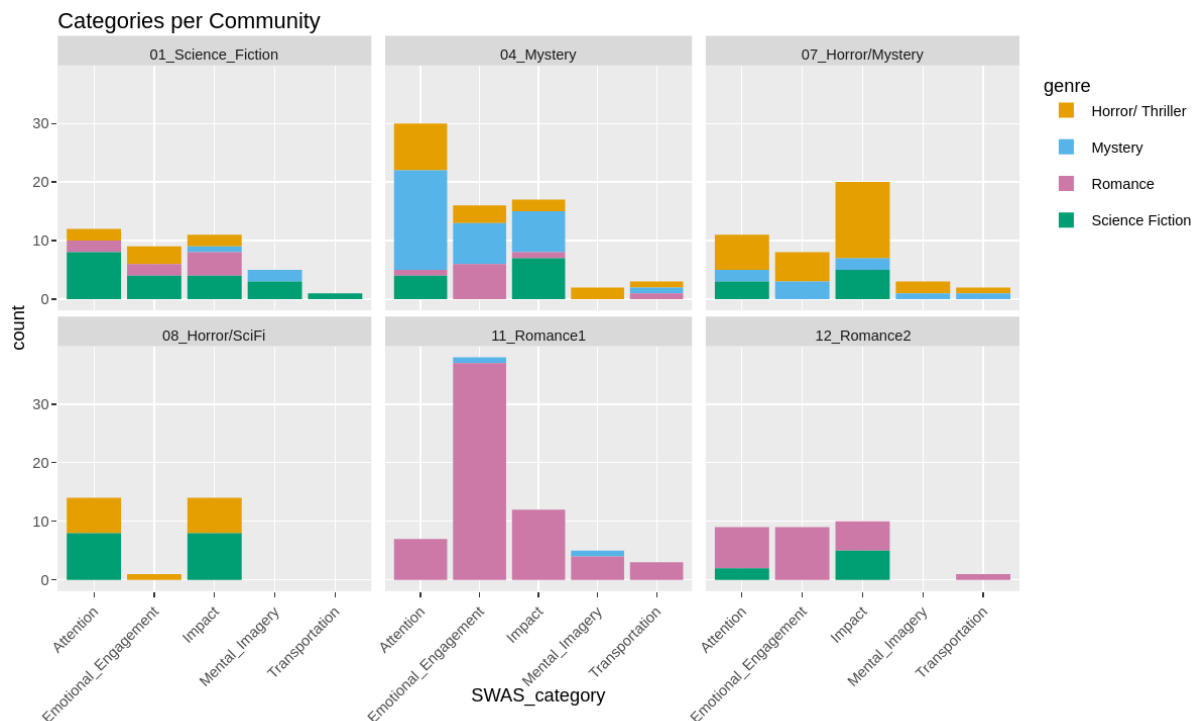 Categories per Community
01_Science_Fiction
04_Mystery
07_Horror/Mystery
30
20
10
0
08_Horror/SciFi
11_Romance1
12_Romance2
30
20
10
0
count
Attention
Emotional_Engagement
Impact
Mental_Imagery
Transportation
Attention
Emotional_Engagement
Impact
Mental_Imagery
Transportation
Attention
Emotional_Engagement
Impact
Mental_Imagery
Transportation
SWAS_category
genre
Horror/ Thriller
Mystery
Romance
Science Fiction